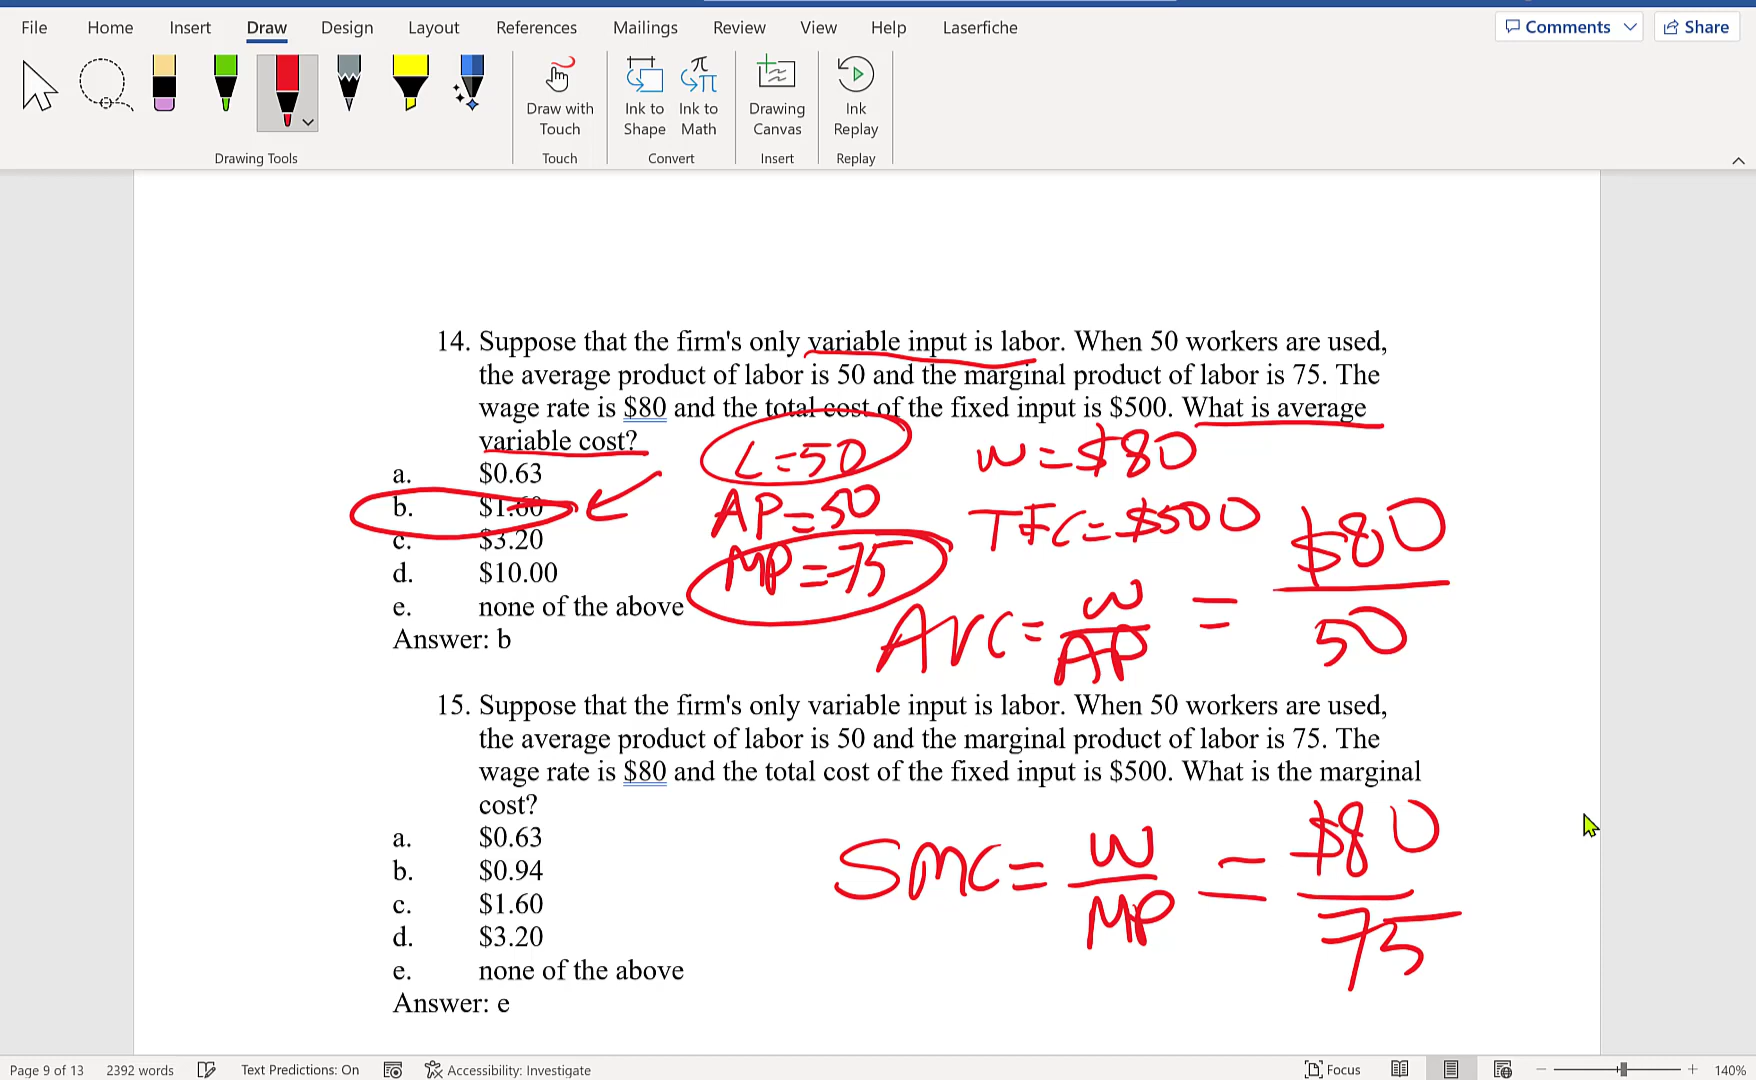 File Home Insert Draw Design Layout References Mailings Review View Help Laserfiche Comments Share
Draw with Touch
Ink to Shape
Ink to Math
Drawing Canvas
Ink Replay
Drawing Tools Touch Convert Insert Replay
14. Suppose that the firm's only variable input is labor. When 50 workers are used,
the average product of labor is 50 and the marginal product of labor is 75. The
wage rate is $80 and the total cost of the fixed input is $500. What is average
variable cost?
a. $0.63
b. $1.60
c. $3.20
d. $10.00
e. none of the above
Answer: b
L=50
AP=50
MP=75
W=$80
TFC=$500
AVC = W/AP = $80/50
15. Suppose that the firm's only variable input is labor. When 50 workers are used,
the average product of labor is 50 and the marginal product of labor is 75. The
wage rate is $80 and the total cost of the fixed input is $500. What is the marginal
cost?
a. $0.63
b. $0.94
c. $1.60
d. $3.20
e. none of the above
Answer: e
SMC = W/MP = $80/75
Page 9 of 13 2392 words Text Predictions: On Accessibility: Investigate Focus 140%